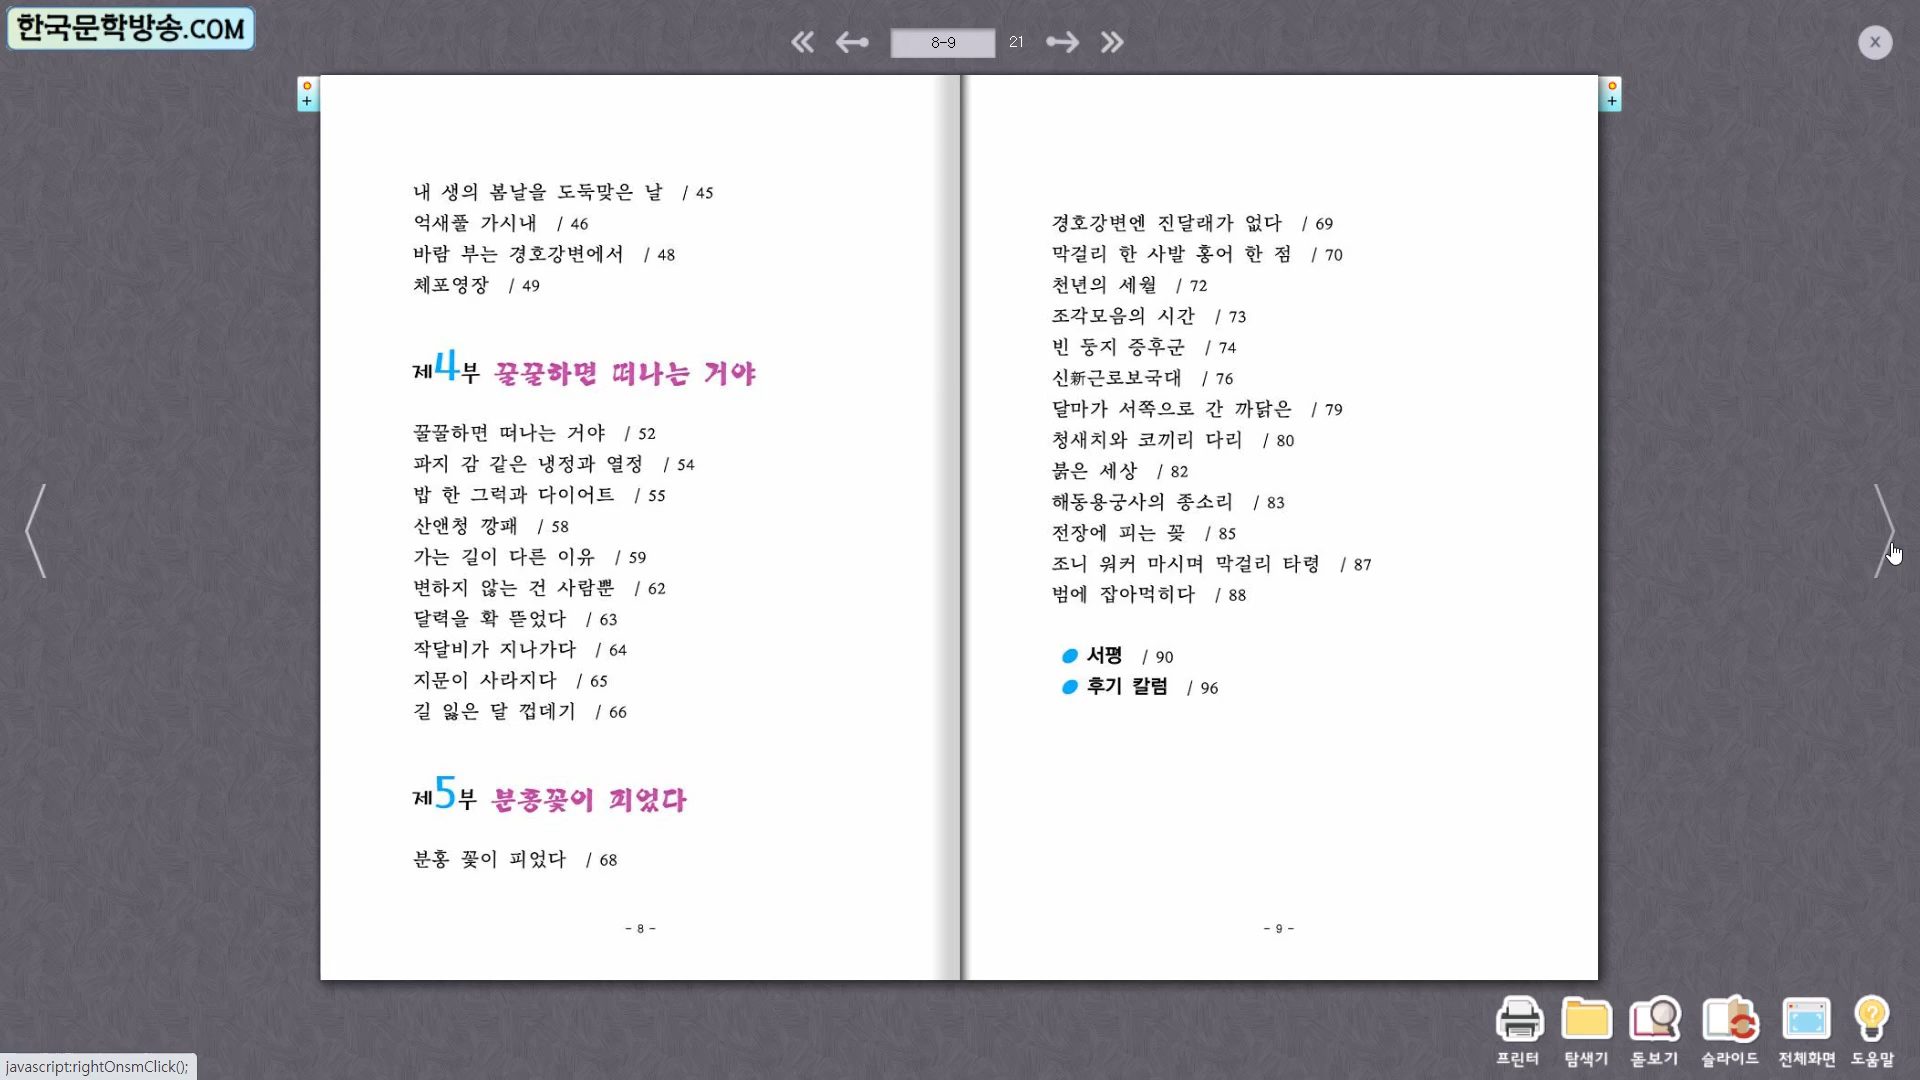 한국문학방송.COM
8-9
21
내 생의 봄날을 도둑맞은 날 / 45
억새풀 가시내 / 46
바람 부는 경호강변에서 / 48
체포영장 / 49
제4부 꿀꿀하면 떠나는 거야
꿀꿀하면 떠나는 거야 / 52
파지 감 같은 냉정과 열정 / 54
밥 한 그럭과 다이어트 / 55
산앤청 깡패 / 58
가는 길이 다른 이유 / 59
변하지 않는 건 사람뿐 / 62
달력을 확 뜯었다 / 63
작달비가 지나가다 / 64
지문이 사라지다 / 65
길 잃은 달 껍데기 / 66
제5부 분홍꽃이 피었다
분홍 꽃이 피었다 / 68
- 8 -
경호강변엔 진달래가 없다 / 69
막걸리 한 사발 홍어 한 점 / 70
천년의 세월 / 72
조각모음의 시간 / 73
빈 둥지 증후군 / 74
신新근로보국대 / 76
달마가 서쪽으로 간 까닭은 / 79
청새치와 코끼리 다리 / 80
붉은 세상 / 82
해동용궁사의 종소리 / 83
전장에 피는 꽃 / 85
조니 워커 마시며 막걸리 타령 / 87
범에 잡아먹히다 / 88
서평 / 90
후기 칼럼 / 96
- 9 -
프린터 탐색기 돋보기 슬라이드 전체화면 도움말
javascript:rightOnsmClick();